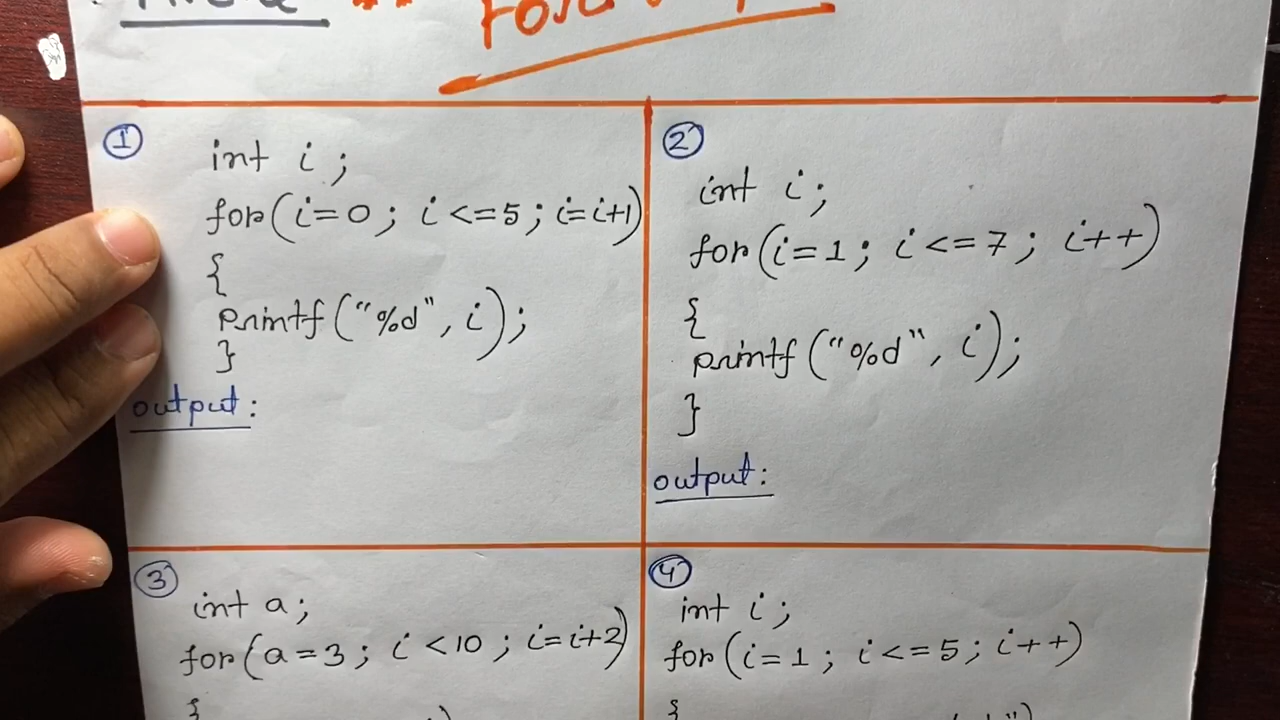 1
int i ;
for(i=0; i <=5; i=i+1)
{
printf("%d", i);
}
output:
2
int i;
for(i=1; i <=7; i++)
{
printf("%d", i);
}
output:
3
int a;
for(a=3; i <10; i=i+2)
{
4
int i;
for(i=1; i <=5; i++)
{